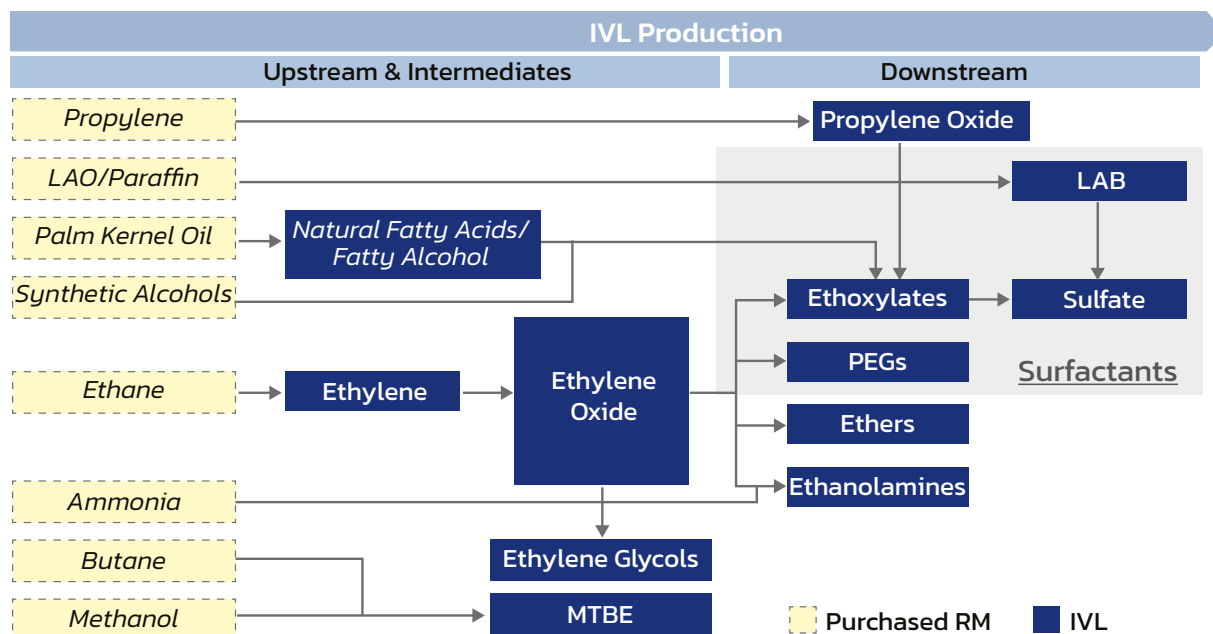 IVL Production
Upstream & Intermediates
Downstream
Propylene
Propylene Oxide
LAO/Paraffin
LAB
Palm Kernel Oil
Natural Fatty Acids/
Fatty Alcohol
Synthetic Alcohols
Ethoxylates
Sulfate
PEGs
Surfactants
Ethane
Ethylene
Ethylene
Oxide
Ethers
Ethanolamines
Ammonia
Butane
Ethylene Glycols
Methanol
MTBE
Purchased RM
IVL